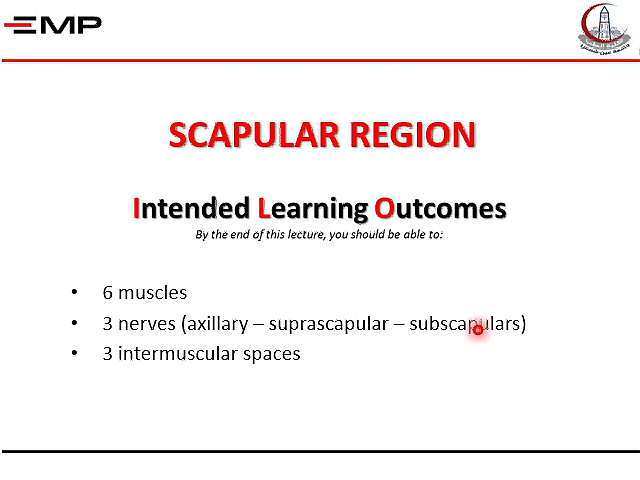 EMP
SCAPULAR REGION
Intended Learning Outcomes
By the end of this lecture, you should be able to:
• 6 muscles
• 3 nerves (axillary – suprascapular – subscapulars)
• 3 intermuscular spaces